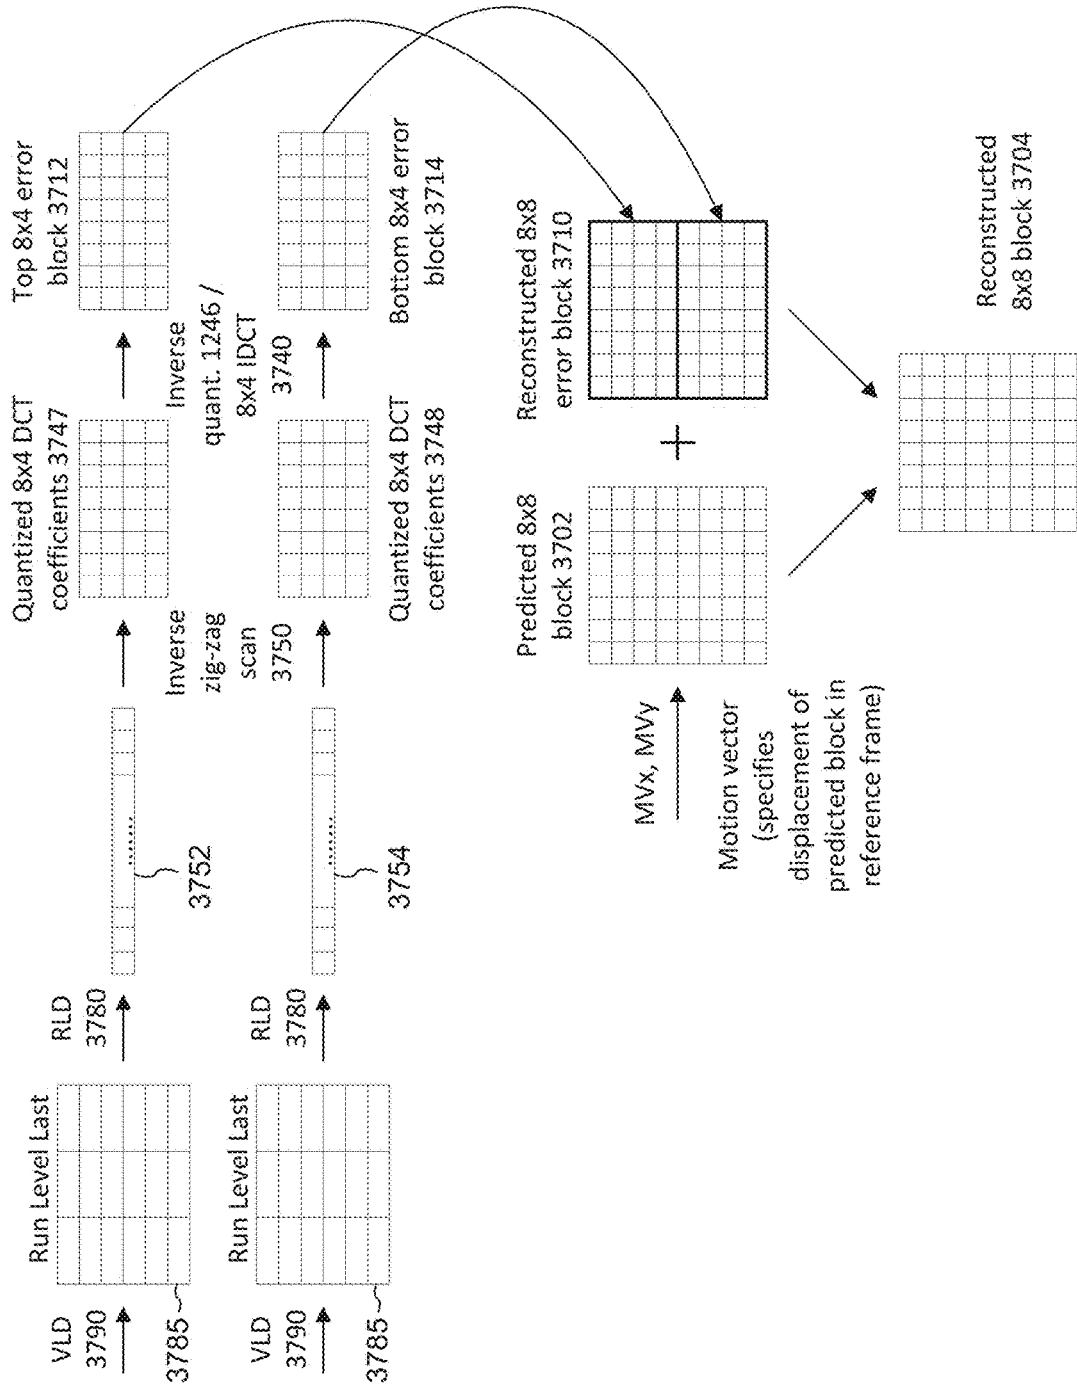 VLD
3790
Run Level Last
3785
RLD
3780
3752
Inverse
zig-zag
scan
3750
Quantized 8x4 DCT
coefficients 3747
Inverse
quant. 1246 /
8x4 IDCT
3740
Top 8x4 error
block 3712
VLD
3790
Run Level Last
3785
RLD
3780
3754
Quantized 8x4 DCT
coefficients 3748
Bottom 8x4 error
block 3714
MVx, MVy
Motion vector
(specifies
displacement of
predicted block in
reference frame)
Predicted 8x8
block 3702
+
Reconstructed 8x8
error block 3710
Reconstructed
8x8 block 3704